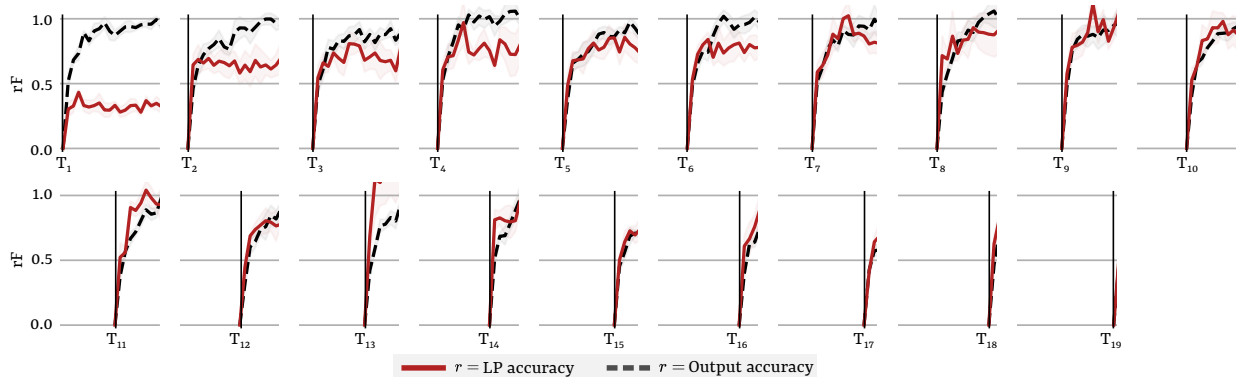 1.0
rF
0.5
0.0
T₁ T₂ T₃ T₄ T₅ T₆ T₇ T₈ T₉ T₁₀
1.0
rF
0.5
0.0
T₁₁ T₁₂ T₁₃ T₁₄ T₁₅ T₁₆ T₁₇ T₁₈ T₁₉
r = LP accuracy r = Output accuracy